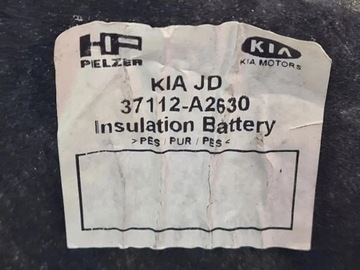 HP
PELZER
KIA
KIA MOTORS
KIA JD
37112-A2630
Insulation Battery
>PES / PUR / PES<